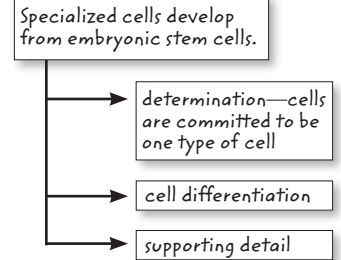 Specialized cells develop
from embryonic stem cells.
determination—cells
are committed to be
one type of cell
cell differentiation
supporting detail